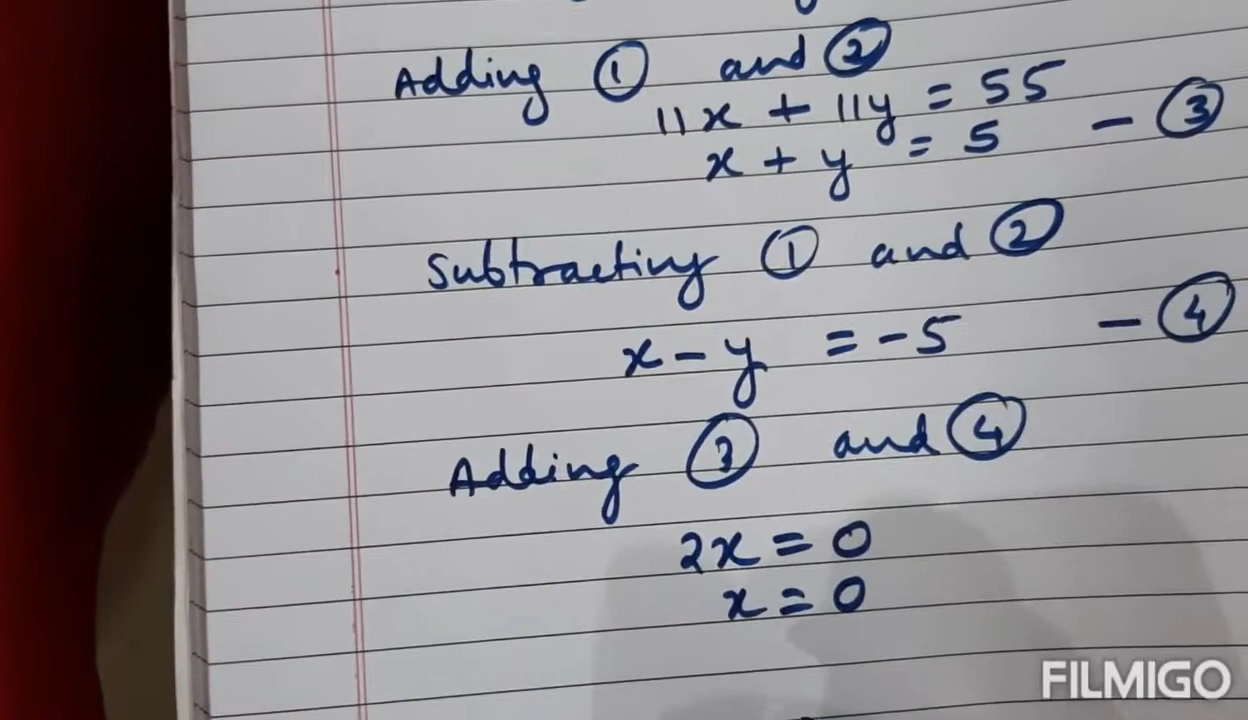 Adding ① and ②
11x + 11y = 55
x + y = 5 - ③
Subtracting ① and ②
x - y = -5 - ④
Adding ③ and ④
2x = 0
x = 0
FILMIGO